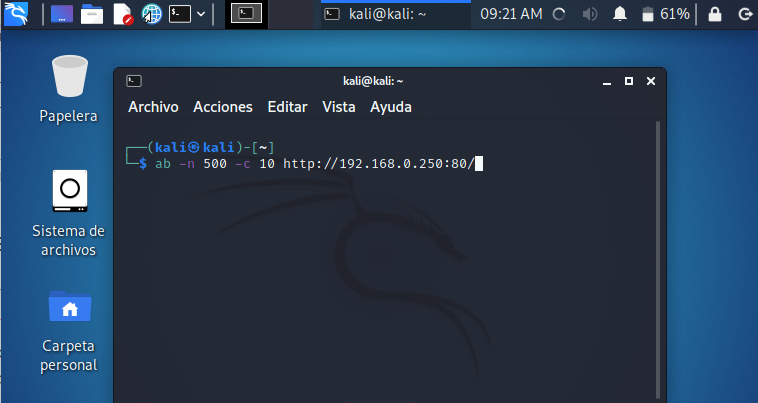 kali@kali: ~
09:21 AM
61%
kali@kali: ~
Archivo Acciones Editar Vista Ayuda
┌──(kali㉿kali)-[~]
└─$ ab -n 500 -c 10 http://192.168.0.250:80/
Papelera
Sistema de
archivos
Carpeta
personal